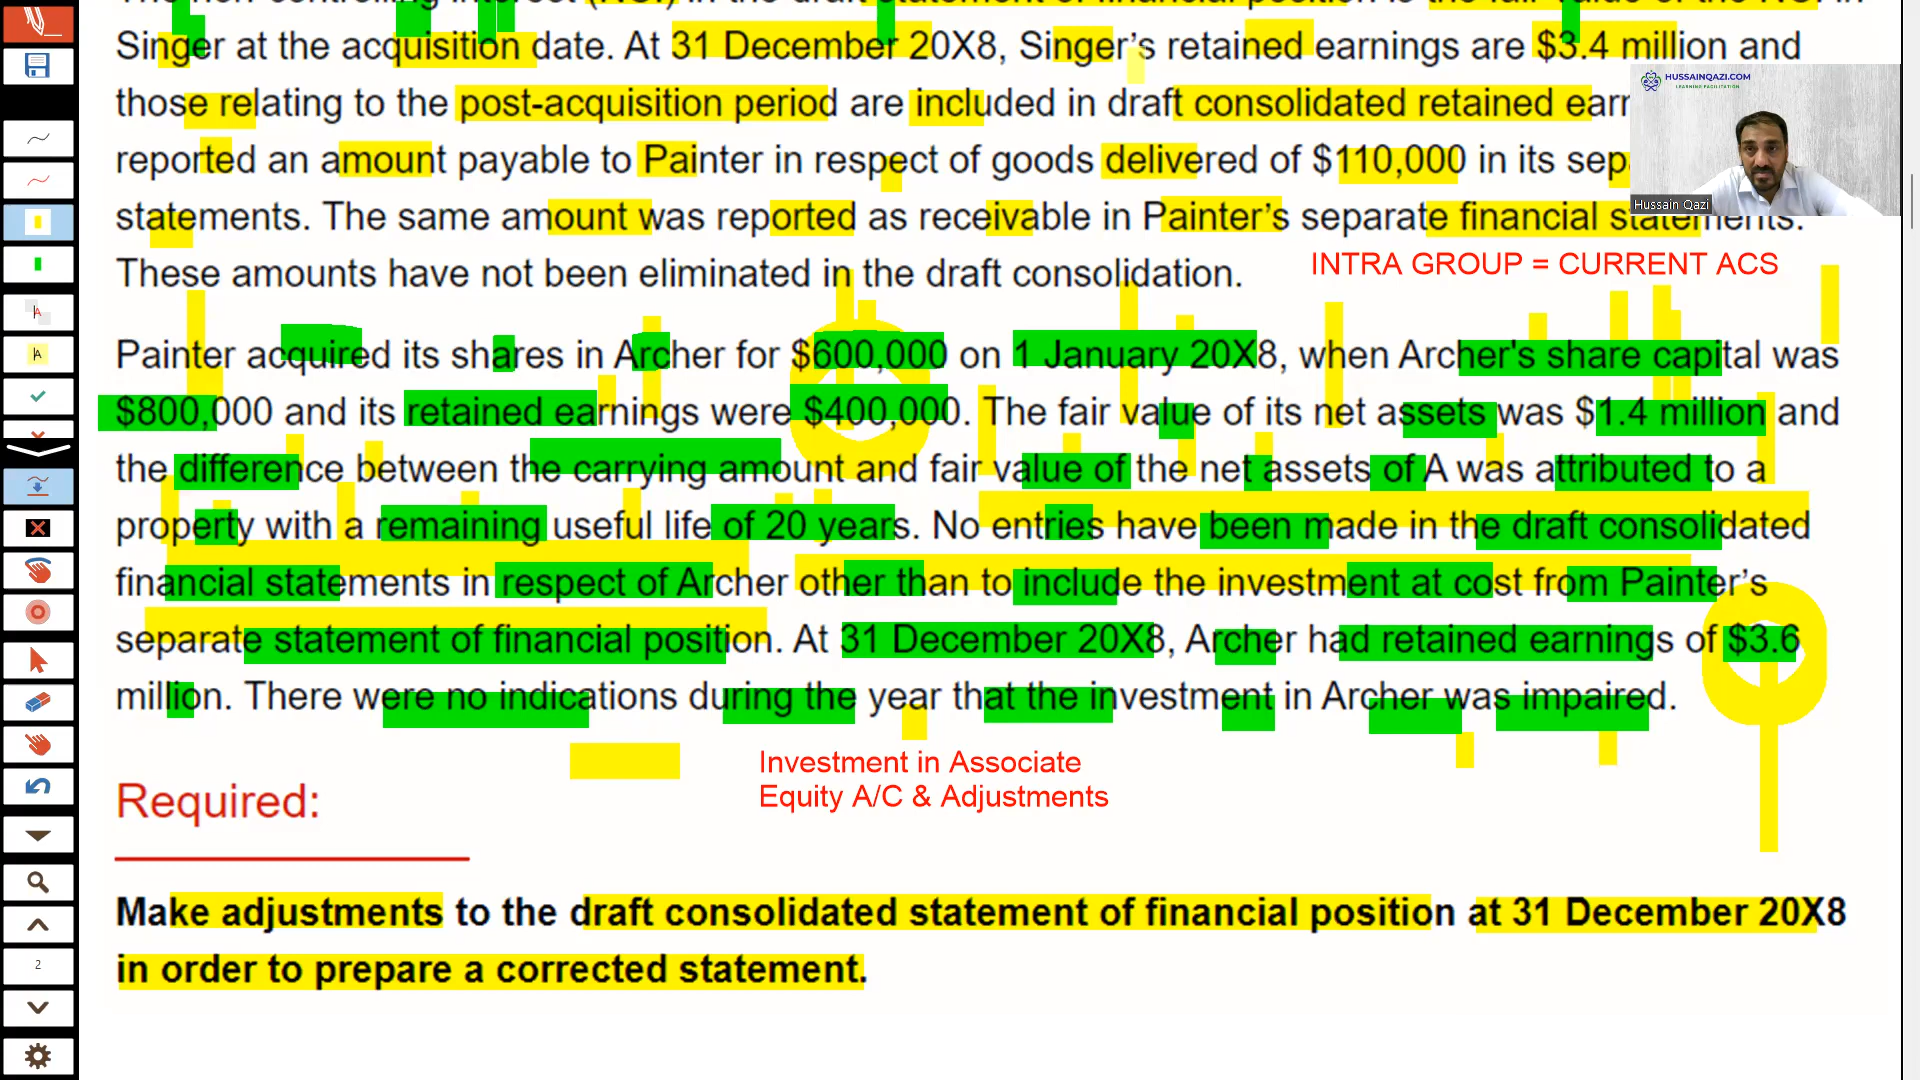 Singer at the acquisition date. At 31 December 20X8, Singer's retained earnings are $3.4 million and
HUSSAINQAZI.COM
LEARNING FACILITATION
those relating to the post-acquisition period are included in draft consolidated retained earn
reported an amount payable to Painter in respect of goods delivered of $110,000 in its sep
Hussain Qazi
statements. The same amount was reported as receivable in Painter's separate financial statements.
These amounts have not been eliminated in the draft consolidation.
INTRA GROUP = CURRENT ACS
Painter acquired its shares in Archer for $600,000 on 1 January 20X8, when Archer's share capital was
$800,000 and its retained earnings were $400,000. The fair value of its net assets was $1.4 million and
the difference between the carrying amount and fair value of the net assets of A was attributed to a
property with a remaining useful life of 20 years. No entries have been made in the draft consolidated
financial statements in respect of Archer other than to include the investment at cost from Painter's
separate statement of financial position. At 31 December 20X8, Archer had retained earnings of $3.6
million. There were no indications during the year that the investment in Archer was impaired.
Investment in Associate
Equity A/C & Adjustments
Required:
Make adjustments to the draft consolidated statement of financial position at 31 December 20X8
in order to prepare a corrected statement.
2